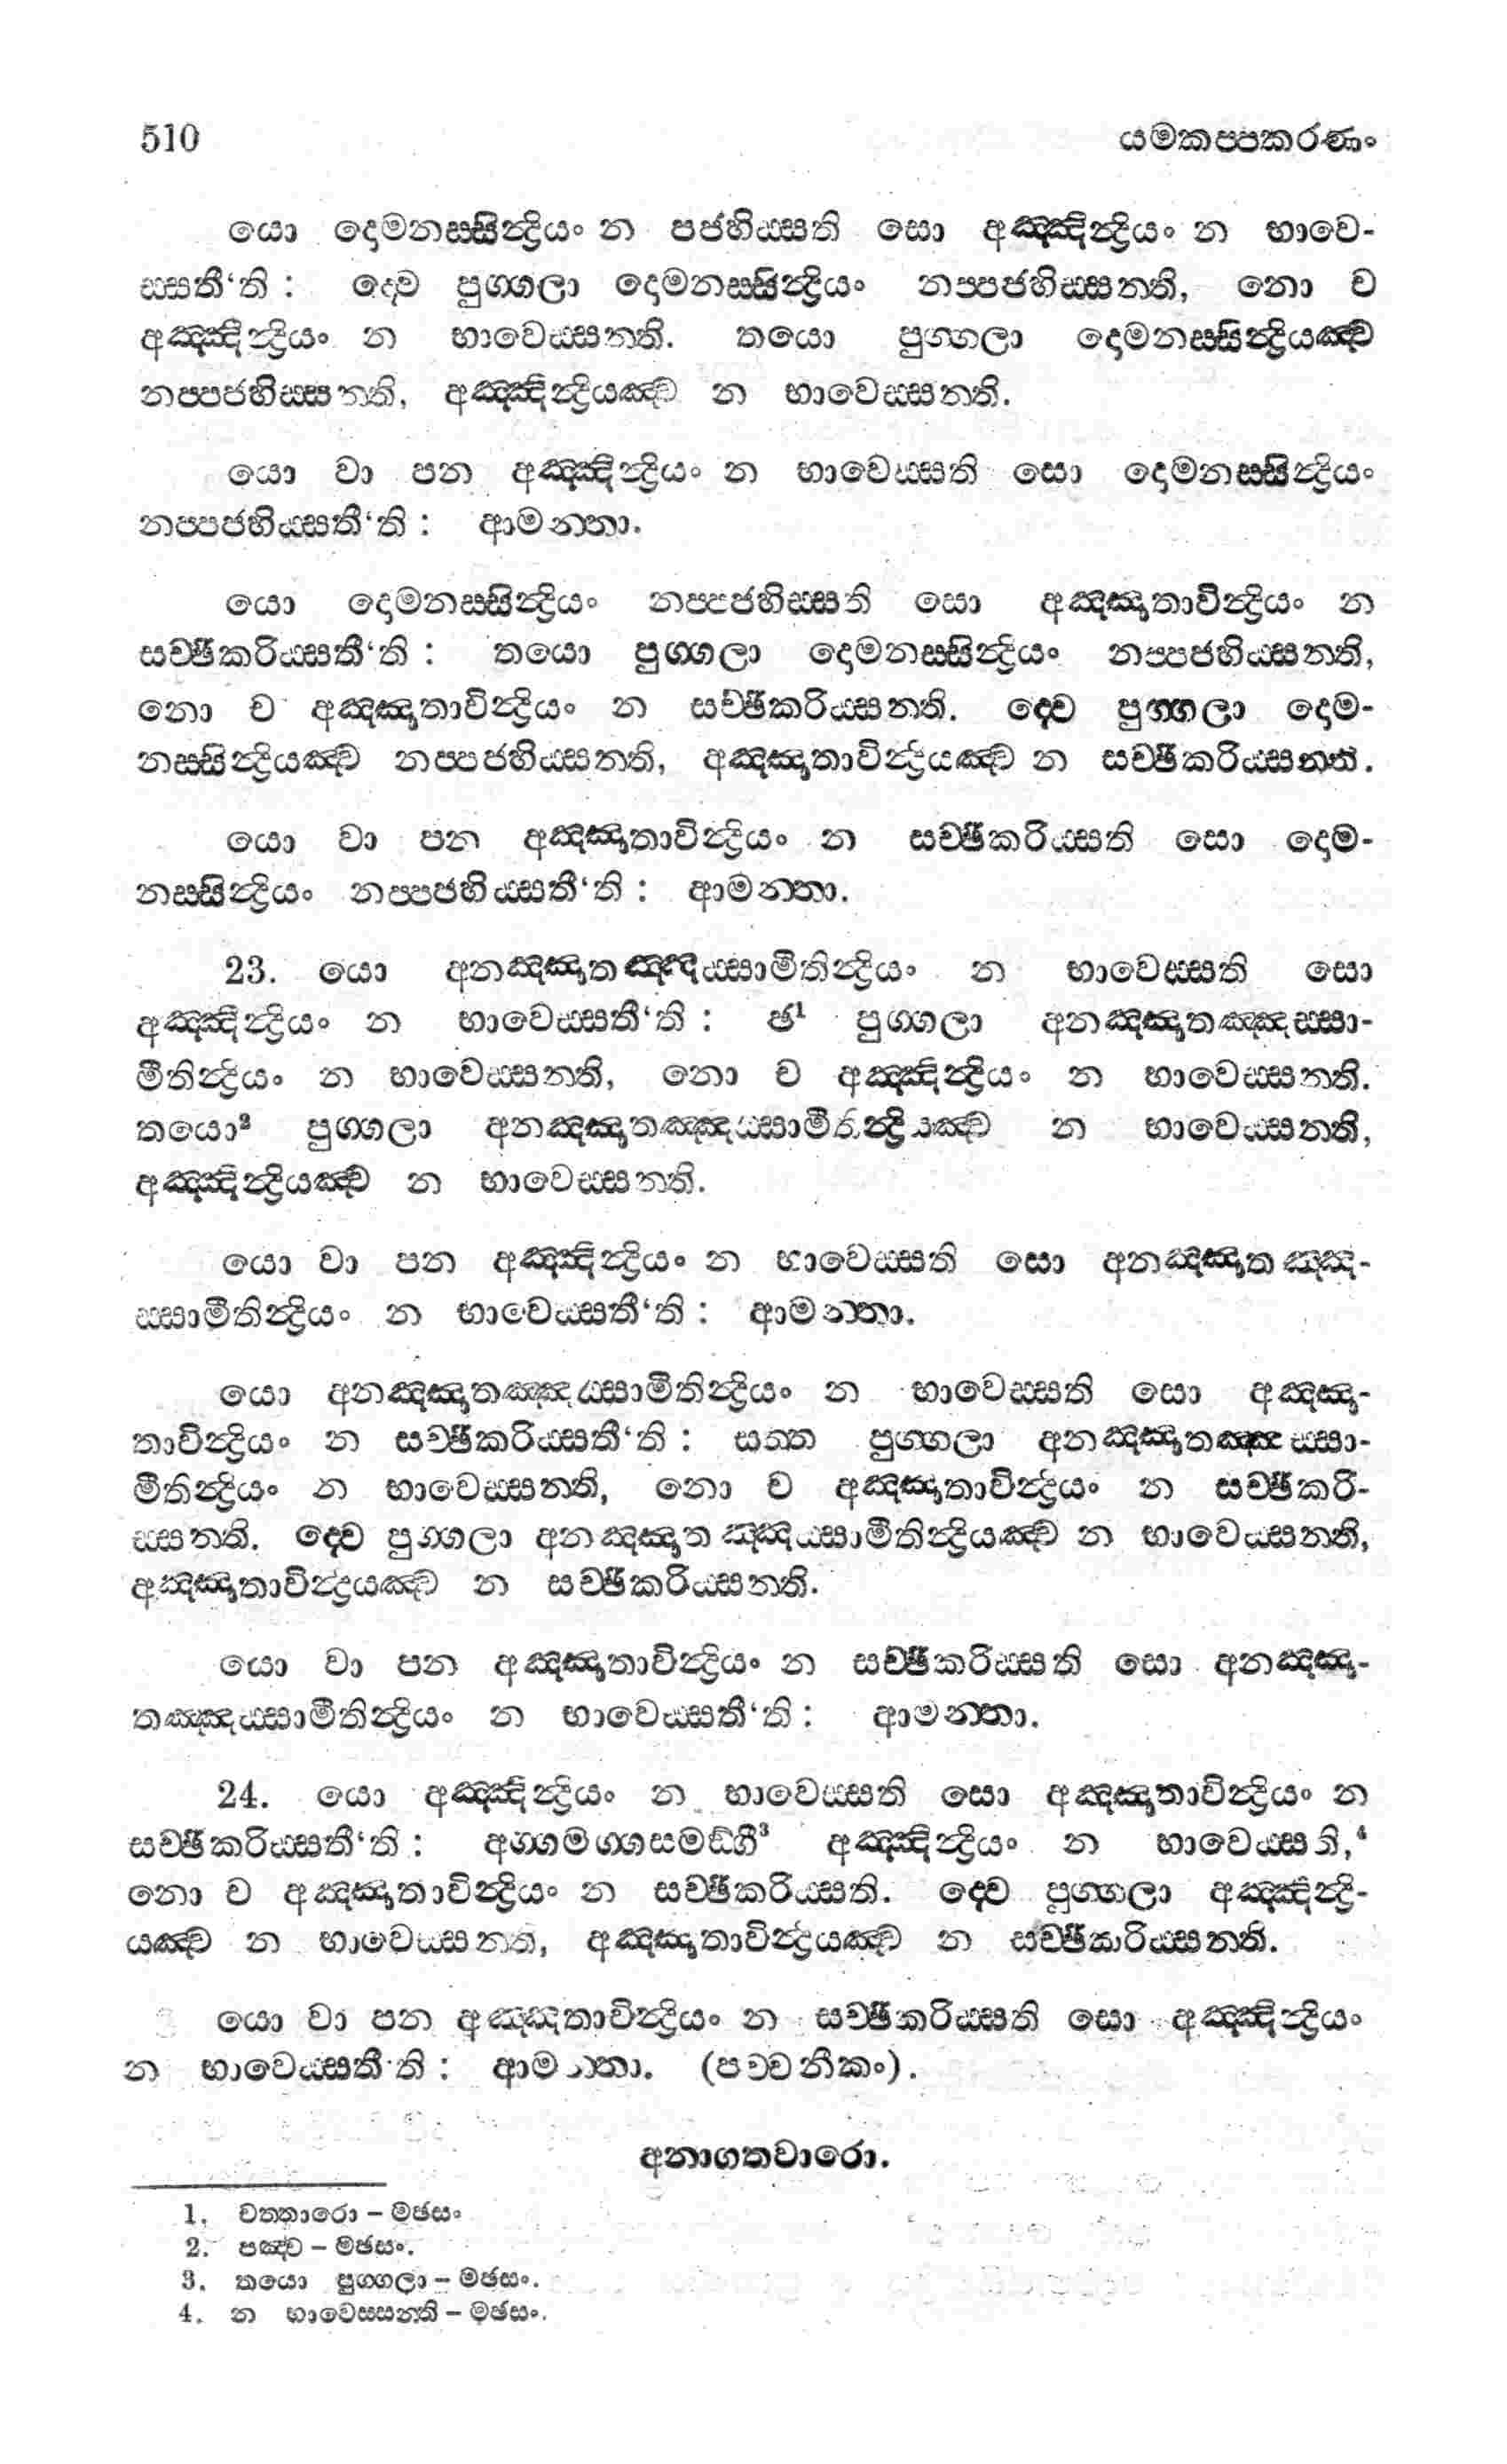 510 යමකප්පකරණං
යො දොමනස්සින්ද්‍රියං න පජහිස්සති සො අඤ්ඤින්ද්‍රියං න භාවෙ-
ස්සතී‘ති : ද්වෙ පුග්ගලා දොමනස්සින්ද්‍රියං නප්පජහිස්සන්ති, නො ච
අඤ්ඤින්ද්‍රියං න භාවෙස්සන්ති. තයො පුග්ගලා දොමනස්සින්ද්‍රියඤ්ච
නප්පජහිස්සන්ති, අඤ්ඤින්ද්‍රියඤ්ච න භාවෙස්සන්ති.
යො වා පන අඤ්ඤින්ද්‍රියං න භාවෙස්සති සො දොමනස්සින්ද්‍රියං
නප්පජහිස්සතී‘ති : ආමන්තා.
යො දොමනස්සින්ද්‍රියං නප්පජහිස්සති සො අඤ්ඤාතාවින්ද්‍රියං න
සච්ඡිකරිස්සතී‘ති : තයො පුග්ගලා දොමනස්සින්ද්‍රියං නප්පජහිස්සන්ති,
නො ච අඤ්ඤාතාවින්ද්‍රියං න සච්ඡිකරිස්සන්ති. ද්වෙ පුග්ගලා දොම-
නස්සින්ද්‍රියඤ්ච නප්පජහිස්සන්ති, අඤ්ඤාතාවින්ද්‍රියඤ්ච න සච්ඡිකරිස්සන්ති.
යො වා පන අඤ්ඤාතාවින්ද්‍රියං න සච්ඡිකරිස්සති සො දොම-
නස්සින්ද්‍රියං නප්පජහිස්සතී‘ති : ආමන්තා.
23. යො අනඤ්ඤාතඤ්ඤස්සාමීතින්ද්‍රියං න භාවෙස්සති සො
අඤ්ඤින්ද්‍රියං න භාවෙස්සතී‘ති : ඡ¹ පුග්ගලා අනඤ්ඤාතඤ්ඤස්සා-
මීතින්ද්‍රියං න භාවෙස්සන්ති, නො ච අඤ්ඤින්ද්‍රියං න භාවෙස්සන්ති.
තයො² පුග්ගලා අනඤ්ඤාතඤ්ඤස්සාමීතින්ද්‍රියඤ්ච න භාවෙස්සන්ති,
අඤ්ඤින්ද්‍රියඤ්ච න භාවෙස්සන්ති.
යො වා පන අඤ්ඤින්ද්‍රියං න භාවෙස්සති සො අනඤ්ඤාතඤ්ඤ-
ස්සාමීතින්ද්‍රියං න භාවෙස්සතී‘ති : ආමන්තා.
යො අනඤ්ඤාතඤ්ඤස්සාමීතින්ද්‍රියං න භාවෙස්සති සො අඤ්ඤා-
තාවින්ද්‍රියං න සච්ඡිකරිස්සතී‘ති : සත්ත පුග්ගලා අනඤ්ඤාතඤ්ඤස්සා-
මීතින්ද්‍රියං න භාවෙස්සන්ති, නො ච අඤ්ඤාතාවින්ද්‍රියං න සච්ඡිකරි-
ස්සන්ති. ද්වෙ පුග්ගලා අනඤ්ඤාතඤ්ඤස්සාමීතින්ද්‍රියඤ්ච න භාවෙස්සන්ති,
අඤ්ඤාතාවින්ද්‍රියඤ්ච න සච්ඡිකරිස්සන්ති.
යො වා පන අඤ්ඤාතාවින්ද්‍රියං න සච්ඡිකරිස්සති සො අනඤ්ඤා-
තඤ්ඤස්සාමීතින්ද්‍රියං න භාවෙස්සතී‘ති : ආමන්තා.
24. යො අඤ්ඤින්ද්‍රියං න භාවෙස්සති සො අඤ්ඤාතාවින්ද්‍රියං න
සච්ඡිකරිස්සතී‘ති : අග්ගමග්ගසමඞ්ගී³ අඤ්ඤින්ද්‍රියං න භාවෙස්සති,⁴
නො ච අඤ්ඤාතාවින්ද්‍රියං න සච්ඡිකරිස්සති. ද්වෙ පුග්ගලා අඤ්ඤින්ද්‍රි-
යඤ්ච න භාවෙස්සන්ති, අඤ්ඤාතාවින්ද්‍රියඤ්ච න සච්ඡිකරිස්සන්ති.
යො වා පන අඤ්ඤතාවින්ද්‍රියං න සච්ඡිකරිස්සති සො අඤ්ඤින්ද්‍රියං
න භාවෙස්සතී‘ති : ආමන්තා. (පච්චනීකං).
අනාගතවාරො.
1. චත්තාරො – මඡසං
2. පඤ්ච – මඡසං.
3. තයො පුග්ගලා – මඡසං.
4. න භාවෙස්සන්ති – මඡසං.